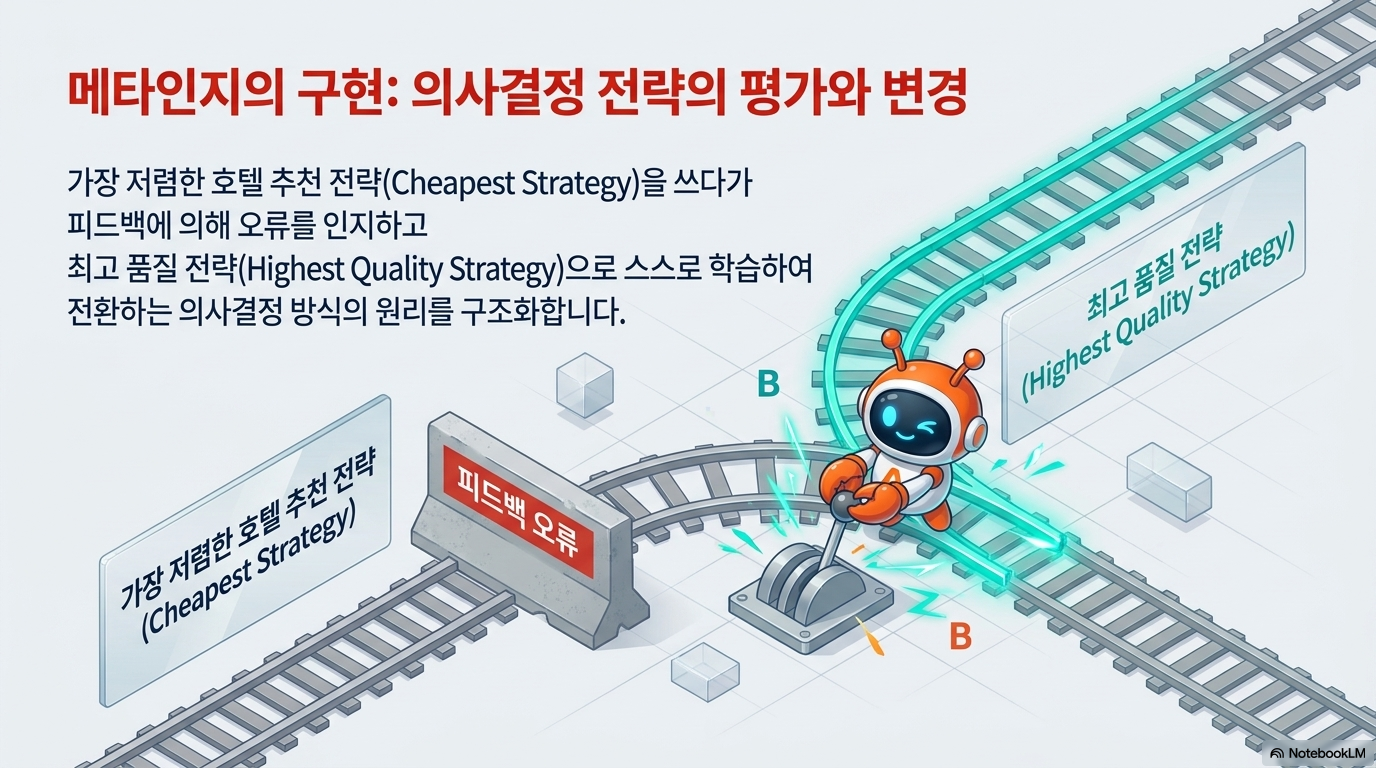 메타인지의 구현: 의사결정 전략의 평가와 변경
가장 저렴한 호텔 추천 전략(Cheapest Strategy)을 쓰다가
피드백에 의해 오류를 인지하고
최고 품질 전략(Highest Quality Strategy)으로 스스로 학습하여
전환하는 의사결정 방식의 원리를 구조화합니다.
최고 품질 전략
(Highest Quality Strategy)
B
가장 저렴한 호텔 추천 전략
(Cheapest Strategy)
피드백 오류
A
B
NotebookLM